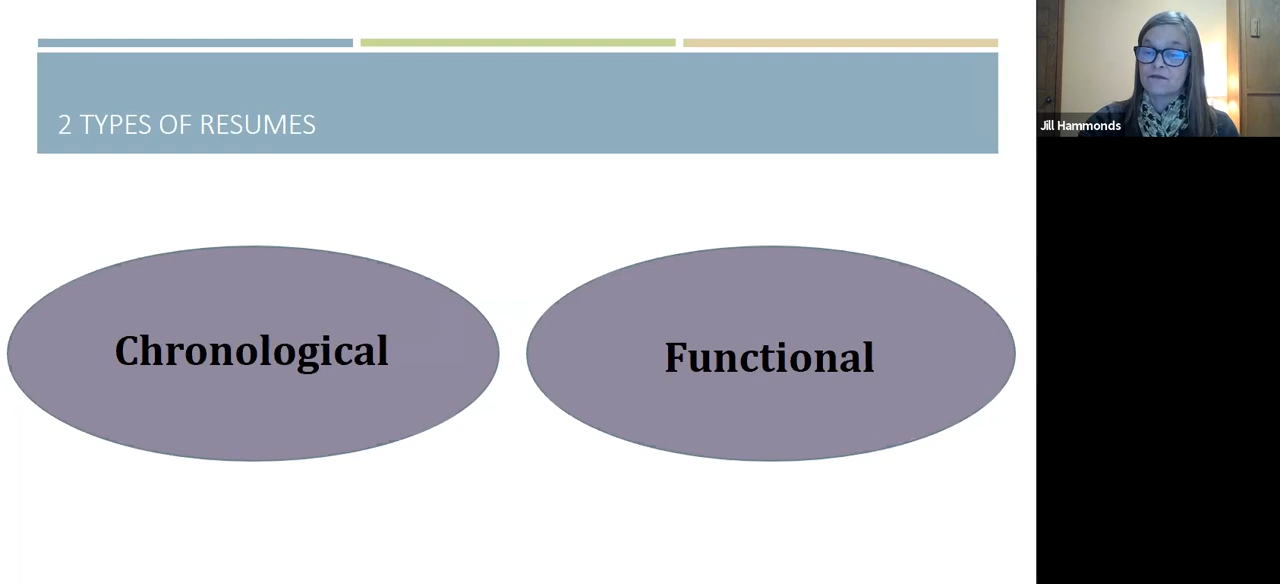 2 TYPES OF RESUMES
Chronological
Functional
Jill Hammonds